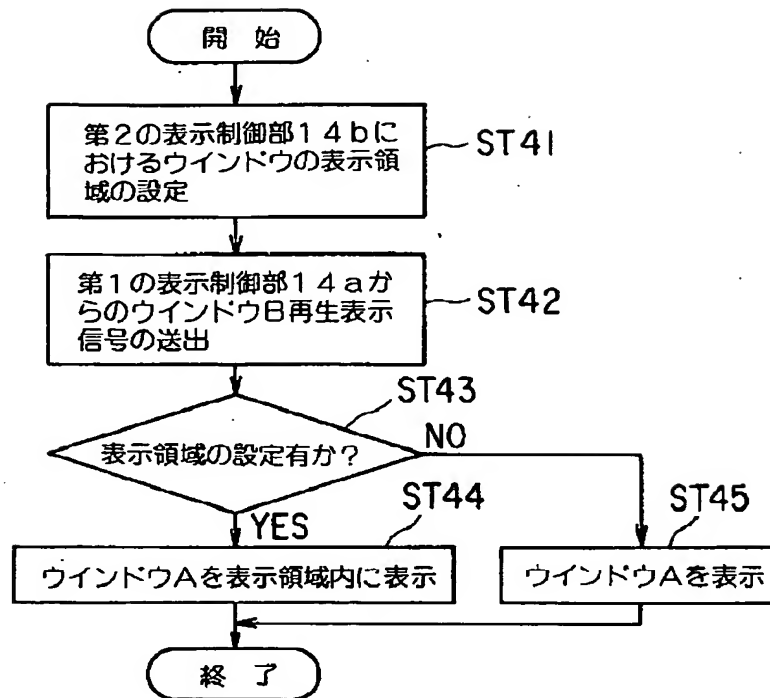 開 始
第2の表示制御部14bに
おけるウインドウの表示領
域の設定
ST41
第1の表示制御部14aか
らのウインドウB再生表示
信号の送出
ST42
ST43
表示領域の設定有か?
NO
YES
ST44
ウインドウAを表示領域内に表示
ST45
ウインドウAを表示
終 了